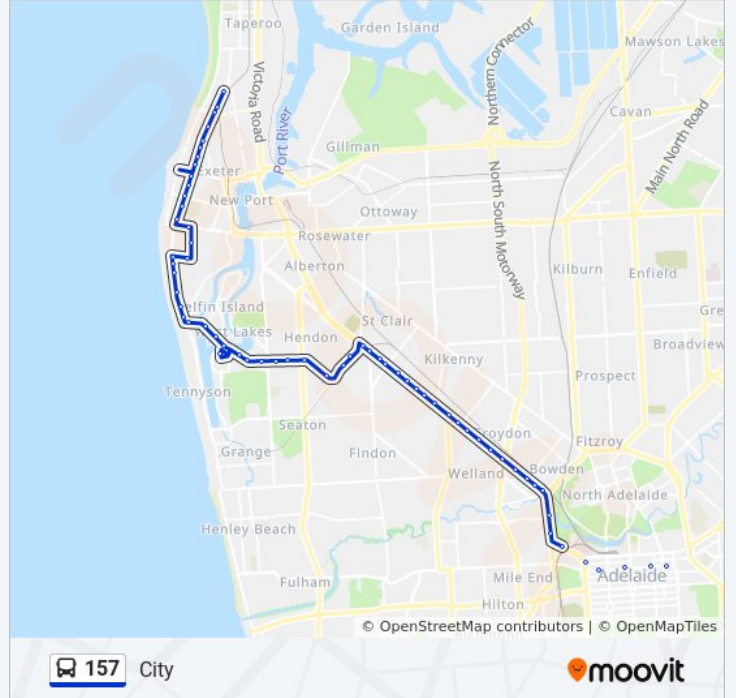 Taperoo
Garden Island
Mawson Lakes
Northern Connector
Victoria Road
Cavan
Port River
Main North Road
Gillman
Exeter
New Port
Ottoway
North South Motorway
Rosewater
Alberton
Kilburn
Enfield
elfin Island
Gre
St Clair
st Lakes
Hendon
Broadview
Kilkenny
Prospect
Tennyson
Seaton
Croydon
Fitzroy
Grange
Findon
Welland
Bowden
North Adelaide
Henley Beach
Fulham
Mile End
Adelaide
Hilton
© OpenStreetMap contributors | © OpenMapTiles
157 City
moovit